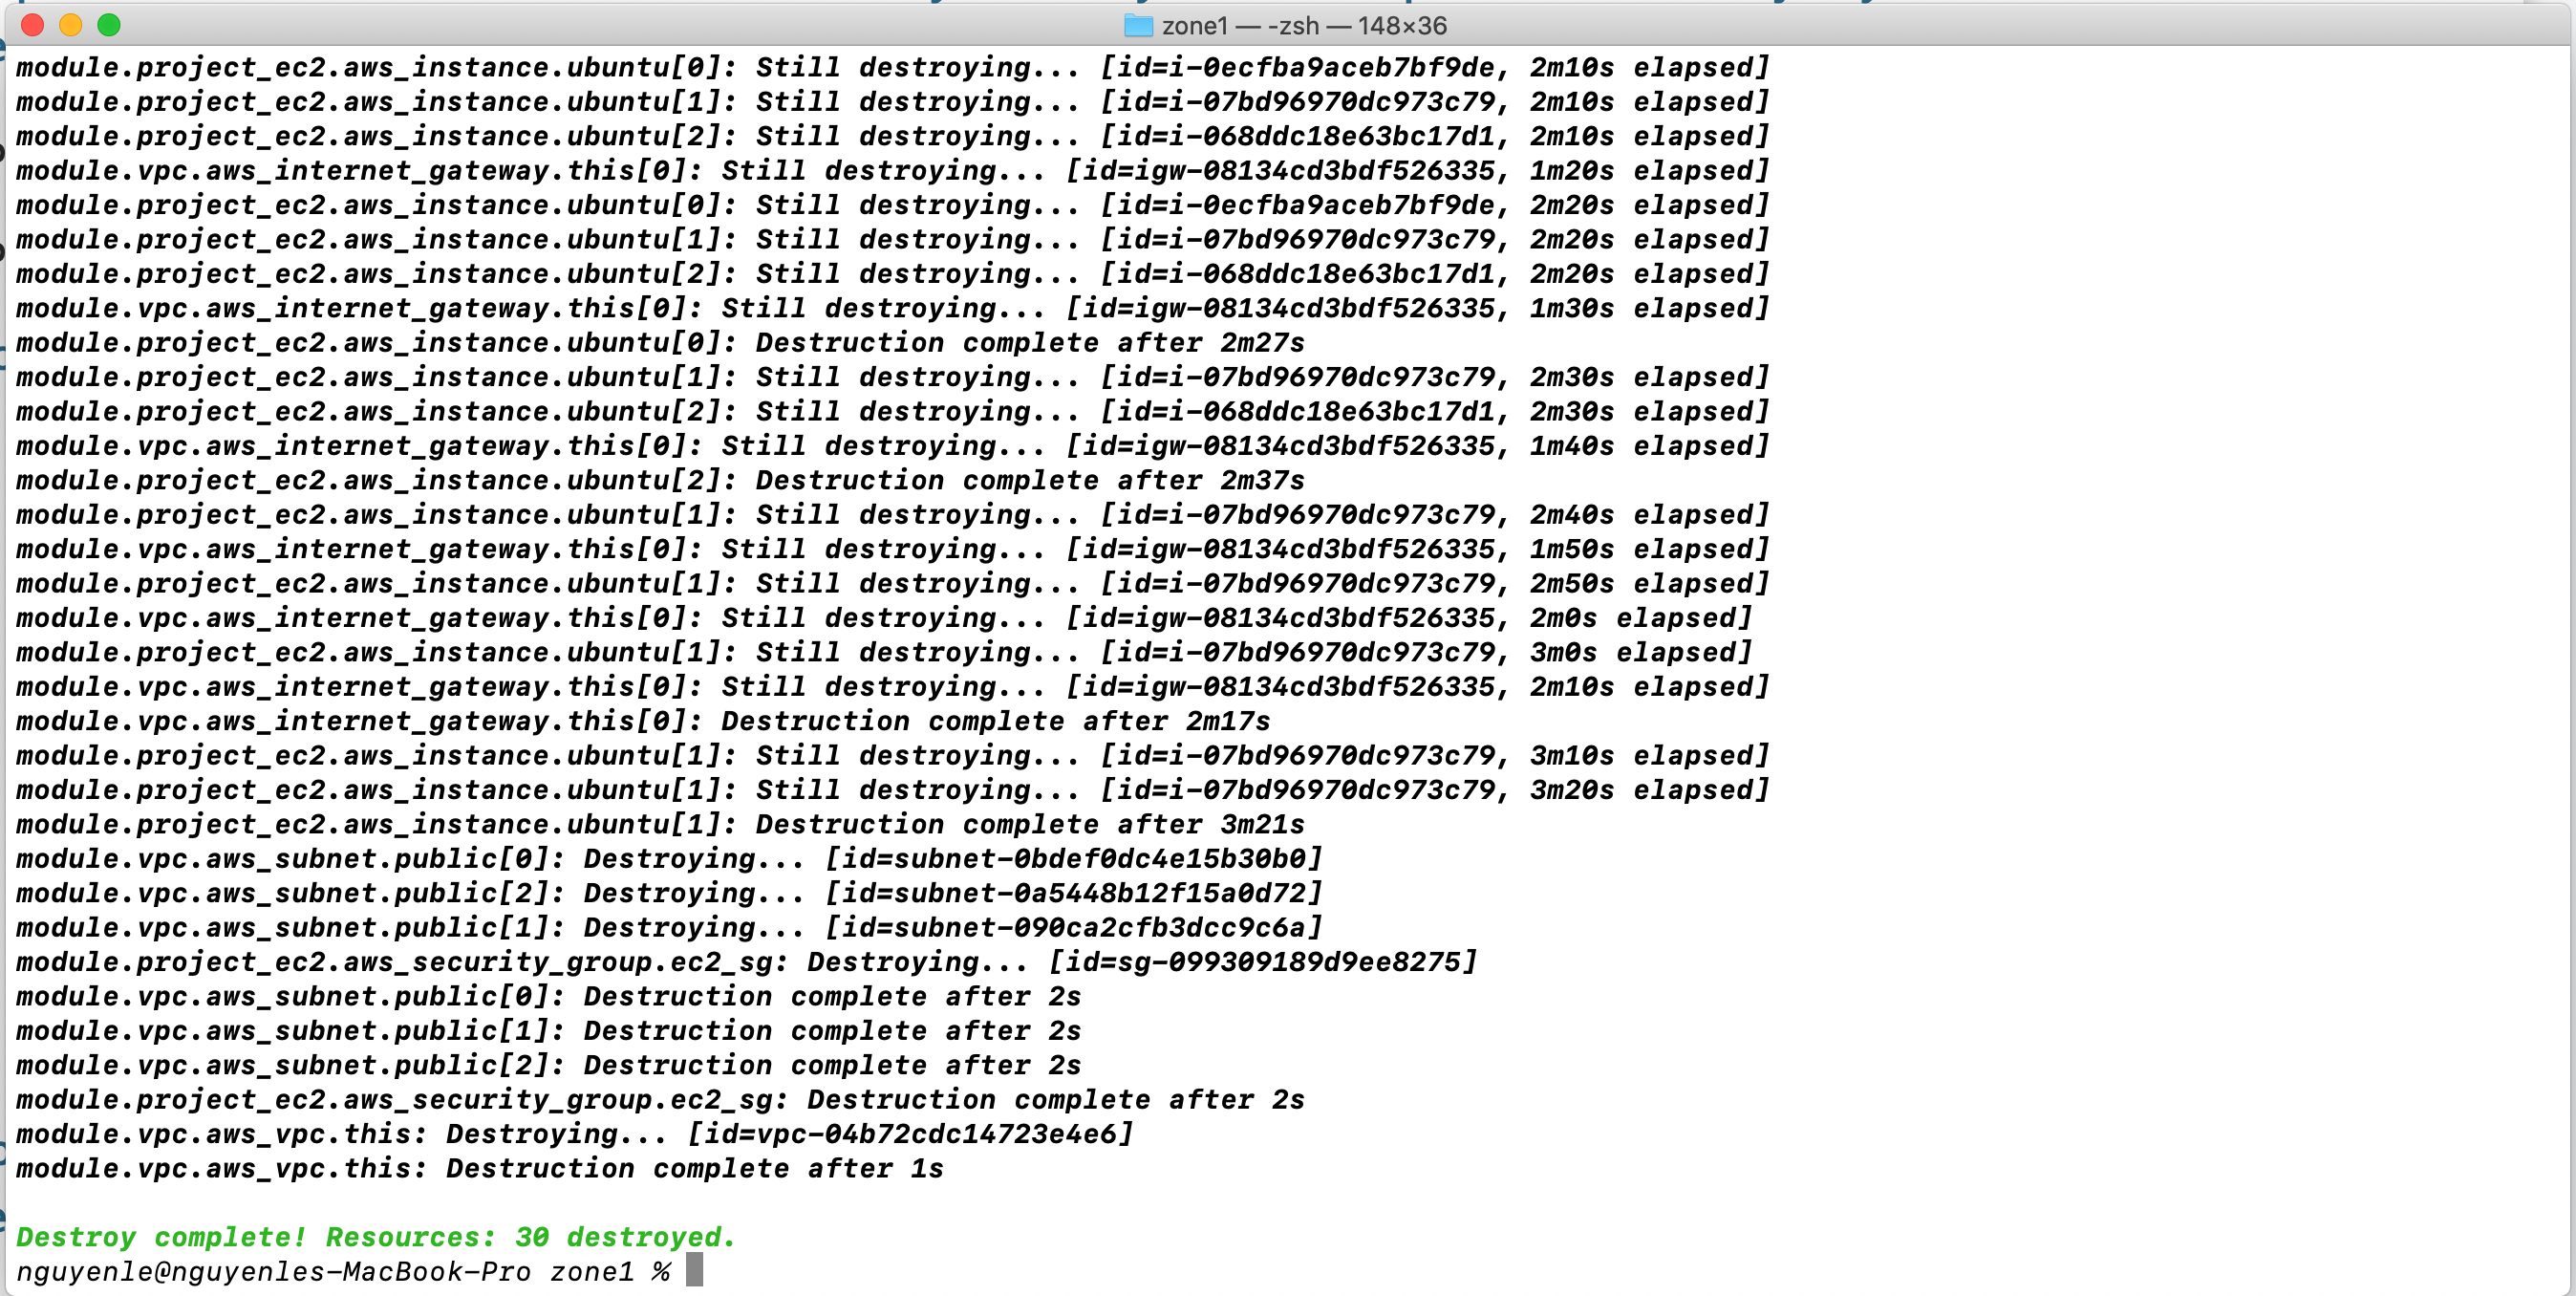 zone1 — -zsh — 148×36
module.project_ec2.aws_instance.ubuntu[0]: Still destroying... [id=i-0ecfba9aceb7bf9de, 2m10s elapsed]
module.project_ec2.aws_instance.ubuntu[1]: Still destroying... [id=i-07bd96970dc973c79, 2m10s elapsed]
module.project_ec2.aws_instance.ubuntu[2]: Still destroying... [id=i-068ddc18e63bc17d1, 2m10s elapsed]
module.vpc.aws_internet_gateway.this[0]: Still destroying... [id=igw-08134cd3bdf526335, 1m20s elapsed]
module.project_ec2.aws_instance.ubuntu[0]: Still destroying... [id=i-0ecfba9aceb7bf9de, 2m20s elapsed]
module.project_ec2.aws_instance.ubuntu[1]: Still destroying... [id=i-07bd96970dc973c79, 2m20s elapsed]
module.project_ec2.aws_instance.ubuntu[2]: Still destroying... [id=i-068ddc18e63bc17d1, 2m20s elapsed]
module.vpc.aws_internet_gateway.this[0]: Still destroying... [id=igw-08134cd3bdf526335, 1m30s elapsed]
module.project_ec2.aws_instance.ubuntu[0]: Destruction complete after 2m27s
module.project_ec2.aws_instance.ubuntu[1]: Still destroying... [id=i-07bd96970dc973c79, 2m30s elapsed]
module.project_ec2.aws_instance.ubuntu[2]: Still destroying... [id=i-068ddc18e63bc17d1, 2m30s elapsed]
module.vpc.aws_internet_gateway.this[0]: Still destroying... [id=igw-08134cd3bdf526335, 1m40s elapsed]
module.project_ec2.aws_instance.ubuntu[2]: Destruction complete after 2m37s
module.project_ec2.aws_instance.ubuntu[1]: Still destroying... [id=i-07bd96970dc973c79, 2m40s elapsed]
module.vpc.aws_internet_gateway.this[0]: Still destroying... [id=igw-08134cd3bdf526335, 1m50s elapsed]
module.project_ec2.aws_instance.ubuntu[1]: Still destroying... [id=i-07bd96970dc973c79, 2m50s elapsed]
module.vpc.aws_internet_gateway.this[0]: Still destroying... [id=igw-08134cd3bdf526335, 2m0s elapsed]
module.project_ec2.aws_instance.ubuntu[1]: Still destroying... [id=i-07bd96970dc973c79, 3m0s elapsed]
module.vpc.aws_internet_gateway.this[0]: Still destroying... [id=igw-08134cd3bdf526335, 2m10s elapsed]
module.vpc.aws_internet_gateway.this[0]: Destruction complete after 2m17s
module.project_ec2.aws_instance.ubuntu[1]: Still destroying... [id=i-07bd96970dc973c79, 3m10s elapsed]
module.project_ec2.aws_instance.ubuntu[1]: Still destroying... [id=i-07bd96970dc973c79, 3m20s elapsed]
module.project_ec2.aws_instance.ubuntu[1]: Destruction complete after 3m21s
module.vpc.aws_subnet.public[0]: Destroying... [id=subnet-0bdef0dc4e15b30b0]
module.vpc.aws_subnet.public[2]: Destroying... [id=subnet-0a5448b12f15a0d72]
module.vpc.aws_subnet.public[1]: Destroying... [id=subnet-090ca2cfb3dcc9c6a]
module.project_ec2.aws_security_group.ec2_sg: Destroying... [id=sg-099309189d9ee8275]
module.vpc.aws_subnet.public[0]: Destruction complete after 2s
module.vpc.aws_subnet.public[1]: Destruction complete after 2s
module.vpc.aws_subnet.public[2]: Destruction complete after 2s
module.project_ec2.aws_security_group.ec2_sg: Destruction complete after 2s
module.vpc.aws_vpc.this: Destroying... [id=vpc-04b72cdc14723e4e6]
module.vpc.aws_vpc.this: Destruction complete after 1s
Destroy complete! Resources: 30 destroyed.
nguyenle@nguyenles-MacBook-Pro zone1 %